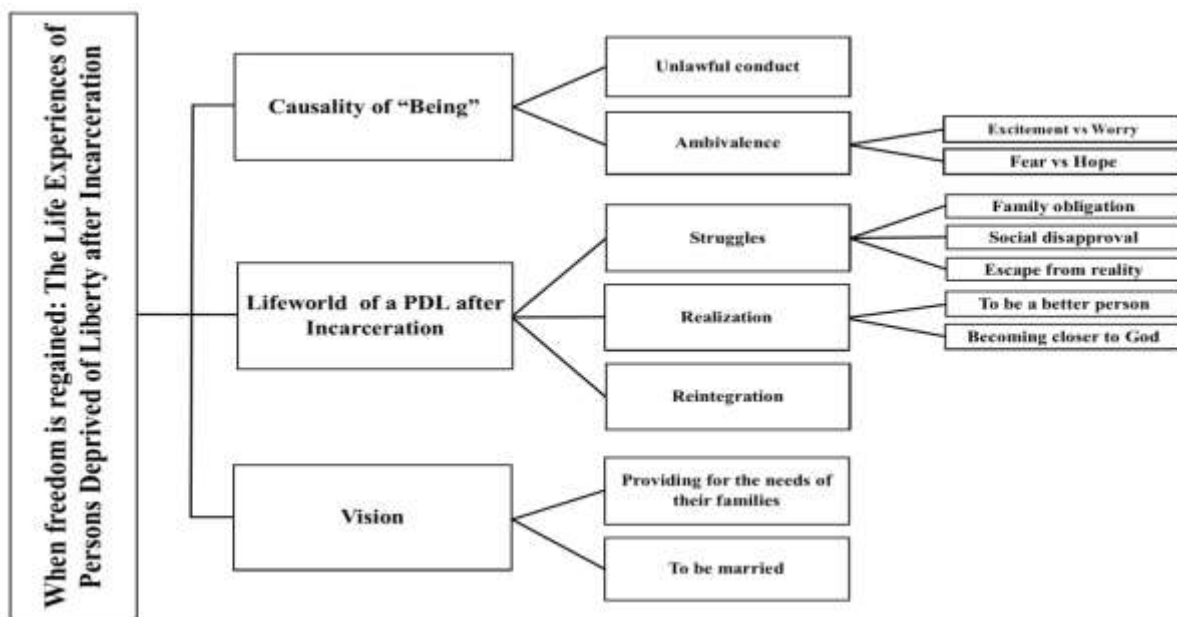 When freedom is regained: The Life Experiences of
Persons Deprived of Liberty after Incarceration
Causality of “Being”
Unlawful conduct
Ambivalence
Excitement vs Worry
Fear vs Hope
Lifeworld of a PDL after
Incarceration
Struggles
Family obligation
Social disapproval
Escape from reality
Realization
To be a better person
Becoming closer to God
Reintegration
Vision
Providing for the needs of
their families
To be married